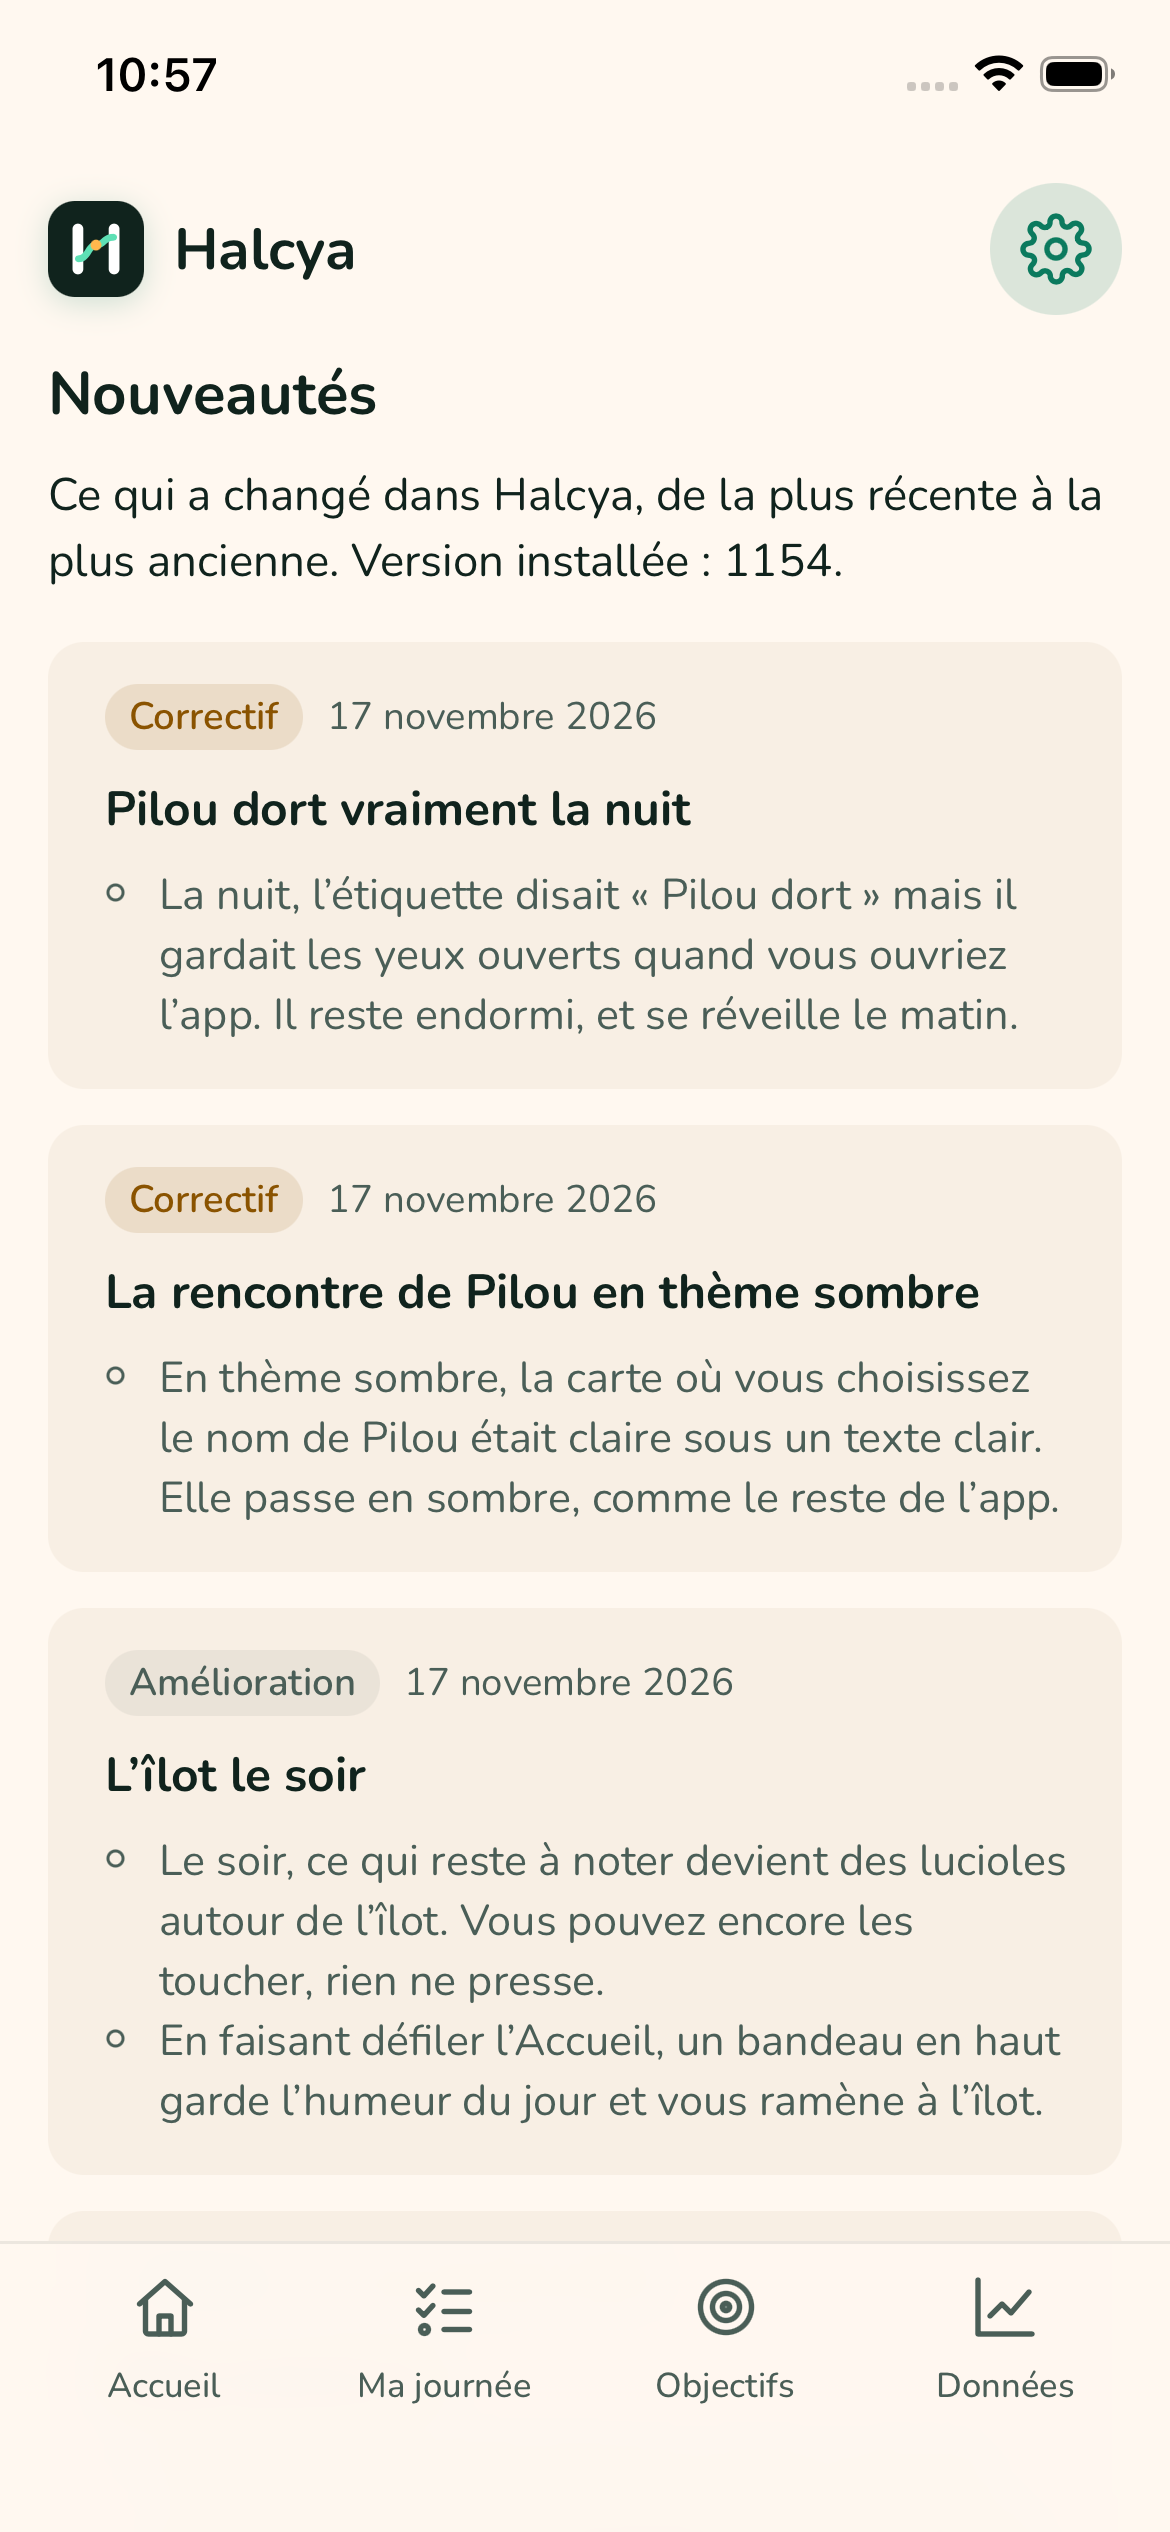 10:57
Halcya
Nouveautés
Ce qui a changé dans Halcya, de la plus récente à la
plus ancienne. Version installée : 1154.
Correctif 17 novembre 2026
Pilou dort vraiment la nuit
La nuit, l’étiquette disait « Pilou dort » mais il
gardait les yeux ouverts quand vous ouvriez
l’app. Il reste endormi, et se réveille le matin.
Correctif 17 novembre 2026
La rencontre de Pilou en thème sombre
En thème sombre, la carte où vous choisissez
le nom de Pilou était claire sous un texte clair.
Elle passe en sombre, comme le reste de l’app.
Amélioration 17 novembre 2026
L’îlot le soir
Le soir, ce qui reste à noter devient des lucioles
autour de l’îlot. Vous pouvez encore les
toucher, rien ne presse.
En faisant défiler l’Accueil, un bandeau en haut
garde l’humeur du jour et vous ramène à l’îlot.
Accueil Ma journée Objectifs Données